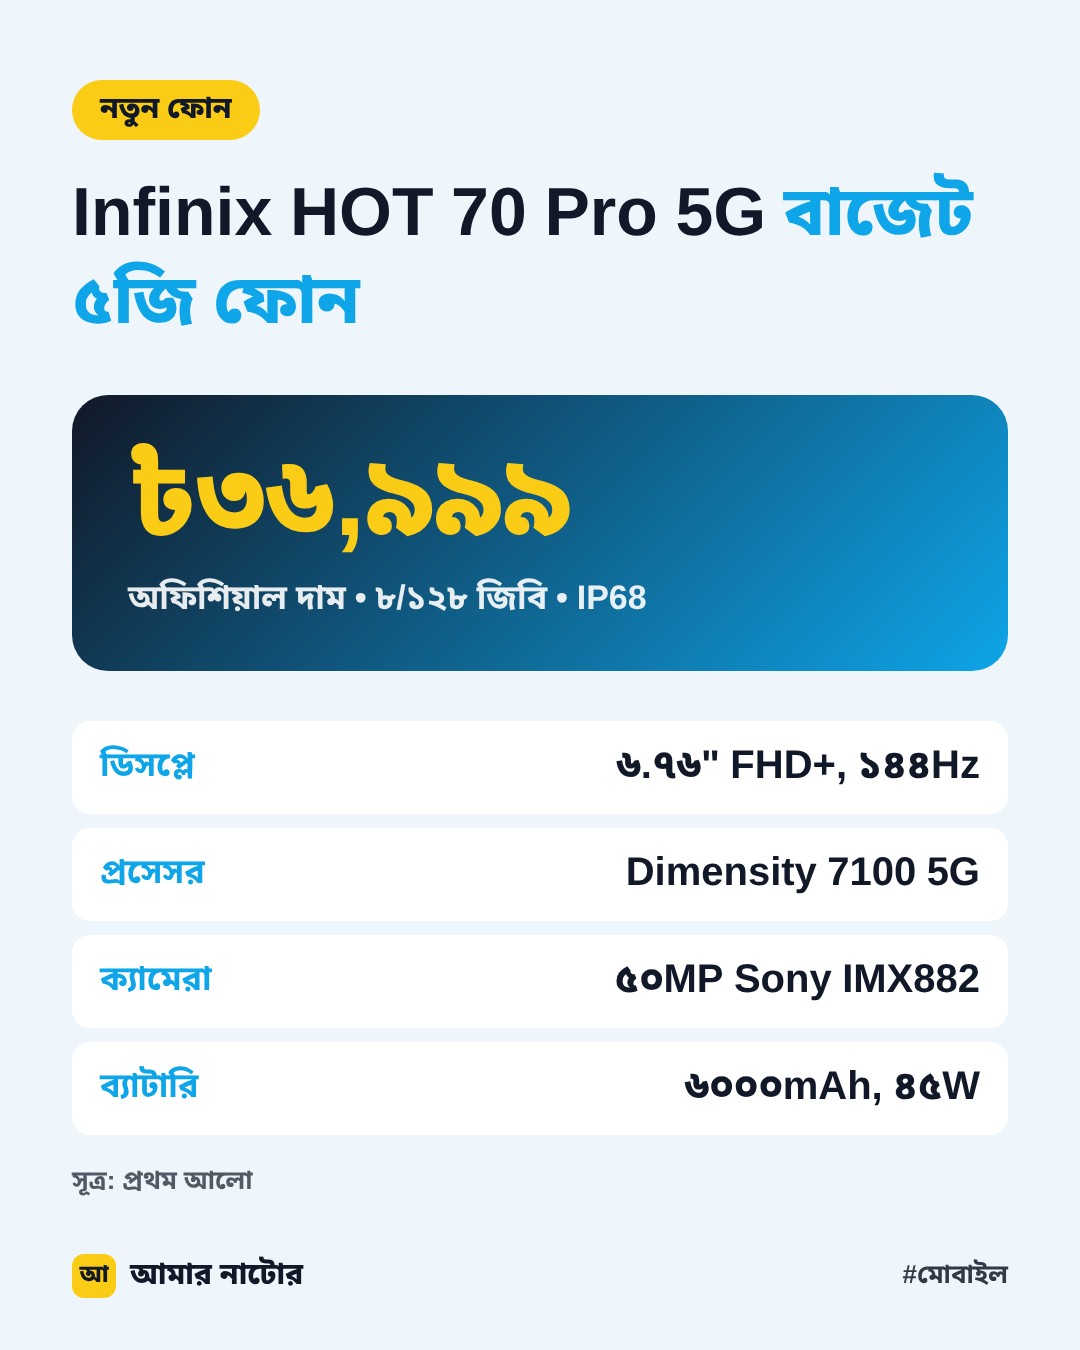 নতুন ফোন
Infinix HOT 70 Pro 5G বাজেট
৫জি ফোন
৳৩৬,৯৯৯
অফিশিয়াল দাম • ৮/১২৮ জিবি • IP68
ডিসপ্লে ৬.৭৬" FHD+, ১৪৪Hz
প্রসেসর Dimensity 7100 5G
ক্যামেরা ৫০MP Sony IMX882
ব্যাটারি ৬০০০mAh, ৪৫W
সূত্র: প্রথম আলো
আ আমার নাটোর #মোবাইল